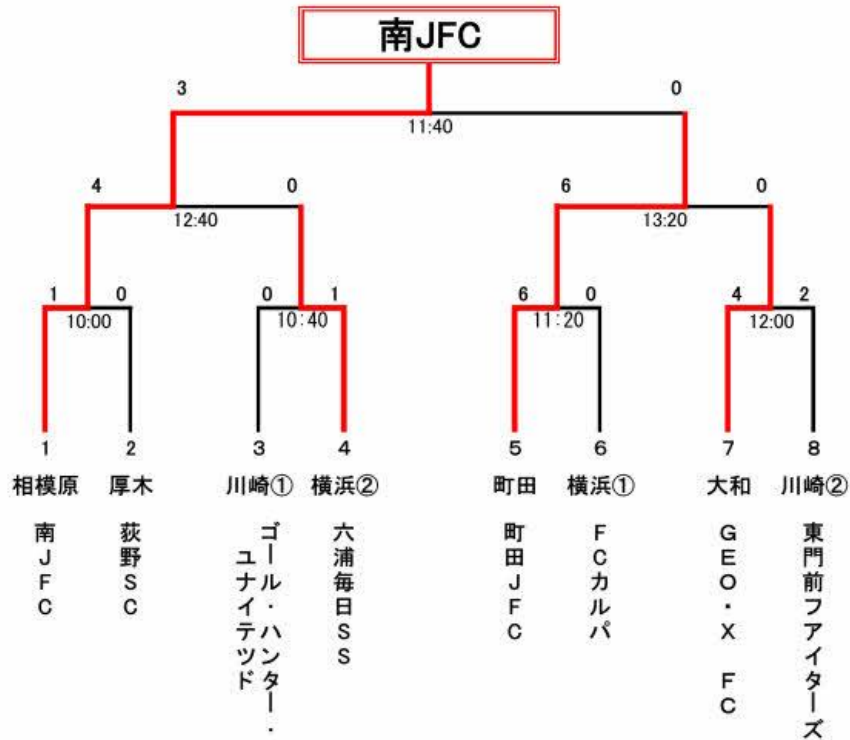 南JFC
3 0
11:40
4 0 6 0
12:40 13:20
1 0 0 1 6 0 4 2
10:00 10:40 11:20 12:00
1 2 3 4 5 6 7 8
相模原 厚木 川崎① 横浜② 町田 横浜① 大和 川崎②
南JFC
荻野SC
ゴール・ハンター・
ユナイテツド
六浦毎日SS
町田JFC
FCカルパ
GEO・X FC
東門前フアイターズ